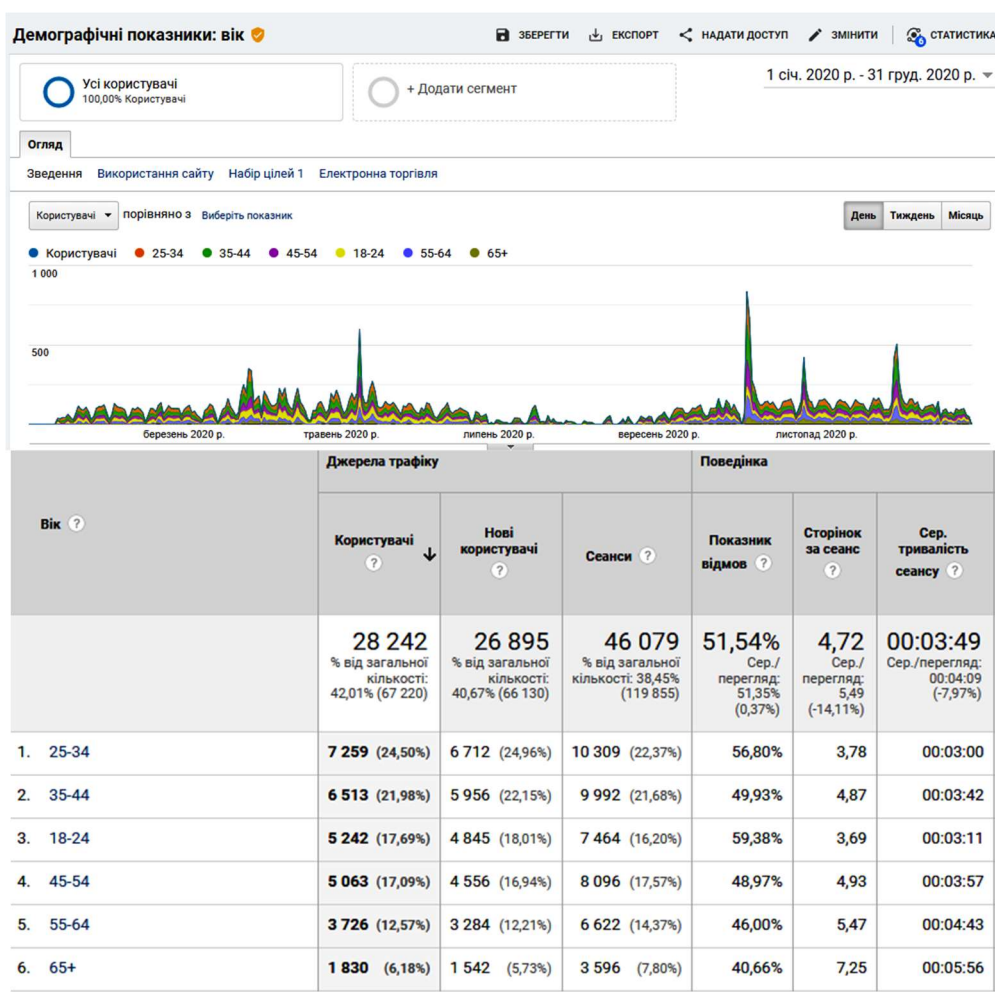 Демографічні показники: вік
ЗБЕРЕГТИ ЕКСПОРТ НАДАТИ ДОСТУП ЗМІНИТИ СТАТИСТИКА
6
Усі користувачі
100,00% Користувачі
+ Додати сегмент
1 січ. 2020 р. - 31 груд. 2020 р.
Огляд
Зведення Використання сайту Набір цілей 1 Електронна торгівля
Користувачі порівняно з Виберіть показник
День Тиждень Місяць
Користувачі 25-34 35-44 45-54 18-24 55-64 65+
1 000
500
березень 2020 р. травень 2020 р. липень 2020 р. вересень 2020 р. листопад 2020 р.
Джерела трафіку Поведінка
Вік ?
Користувачі ?
Нові користувачі ?
Сеанси ?
Показник відмов ?
Сторінок за сеанс ?
Сер. тривалість сеансу ?
28 242
% від загальної
кількості:
42,01% (67 220)
26 895
% від загальної
кількості:
40,67% (66 130)
46 079
% від загальної
кількості: 38,45%
(119 855)
51,54%
Сер./
перегляд:
51,35%
(0,37%)
4,72
Сер./
перегляд:
5,49
(-14,11%)
00:03:49
Сер./перегляд:
00:04:09
(-7,97%)
1. 25-34 7 259 (24,50%) 6 712 (24,96%) 10 309 (22,37%) 56,80% 3,78 00:03:00
2. 35-44 6 513 (21,98%) 5 956 (22,15%) 9 992 (21,68%) 49,93% 4,87 00:03:42
3. 18-24 5 242 (17,69%) 4 845 (18,01%) 7 464 (16,20%) 59,38% 3,69 00:03:11
4. 45-54 5 063 (17,09%) 4 556 (16,94%) 8 096 (17,57%) 48,97% 4,93 00:03:57
5. 55-64 3 726 (12,57%) 3 284 (12,21%) 6 622 (14,37%) 46,00% 5,47 00:04:43
6. 65+ 1 830 (6,18%) 1 542 (5,73%) 3 596 (7,80%) 40,66% 7,25 00:05:56